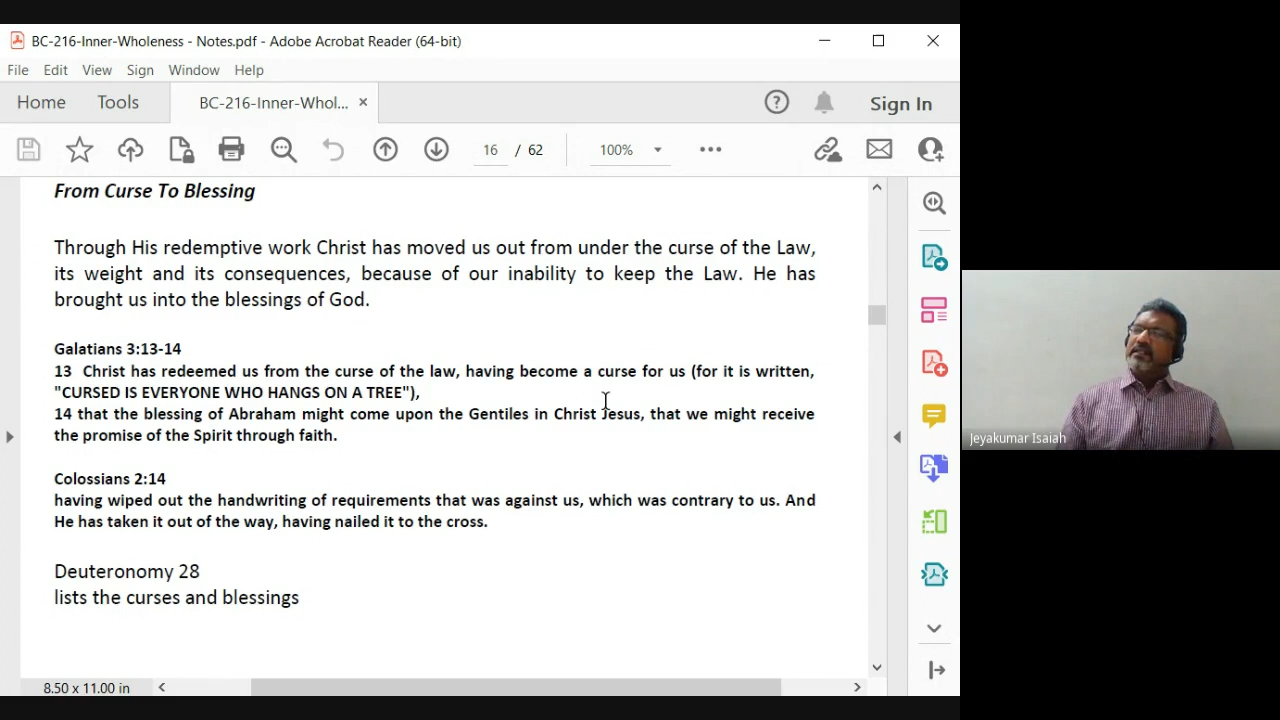 BC-216-Inner-Wholeness - Notes.pdf - Adobe Acrobat Reader (64-bit)
File Edit View Sign Window Help
Home Tools BC-216-Inner-Whol... × Sign In
16 / 62 100%
From Curse To Blessing
Through His redemptive work Christ has moved us out from under the curse of the Law,
its weight and its consequences, because of our inability to keep the Law. He has
brought us into the blessings of God.
Galatians 3:13-14
13 Christ has redeemed us from the curse of the law, having become a curse for us (for it is written,
"CURSED IS EVERYONE WHO HANGS ON A TREE"),
14 that the blessing of Abraham might come upon the Gentiles in Christ Jesus, that we might receive
the promise of the Spirit through faith.
Colossians 2:14
having wiped out the handwriting of requirements that was against us, which was contrary to us. And
He has taken it out of the way, having nailed it to the cross.
Deuteronomy 28
lists the curses and blessings
8.50 x 11.00 in
Jeyakumar Isaiah